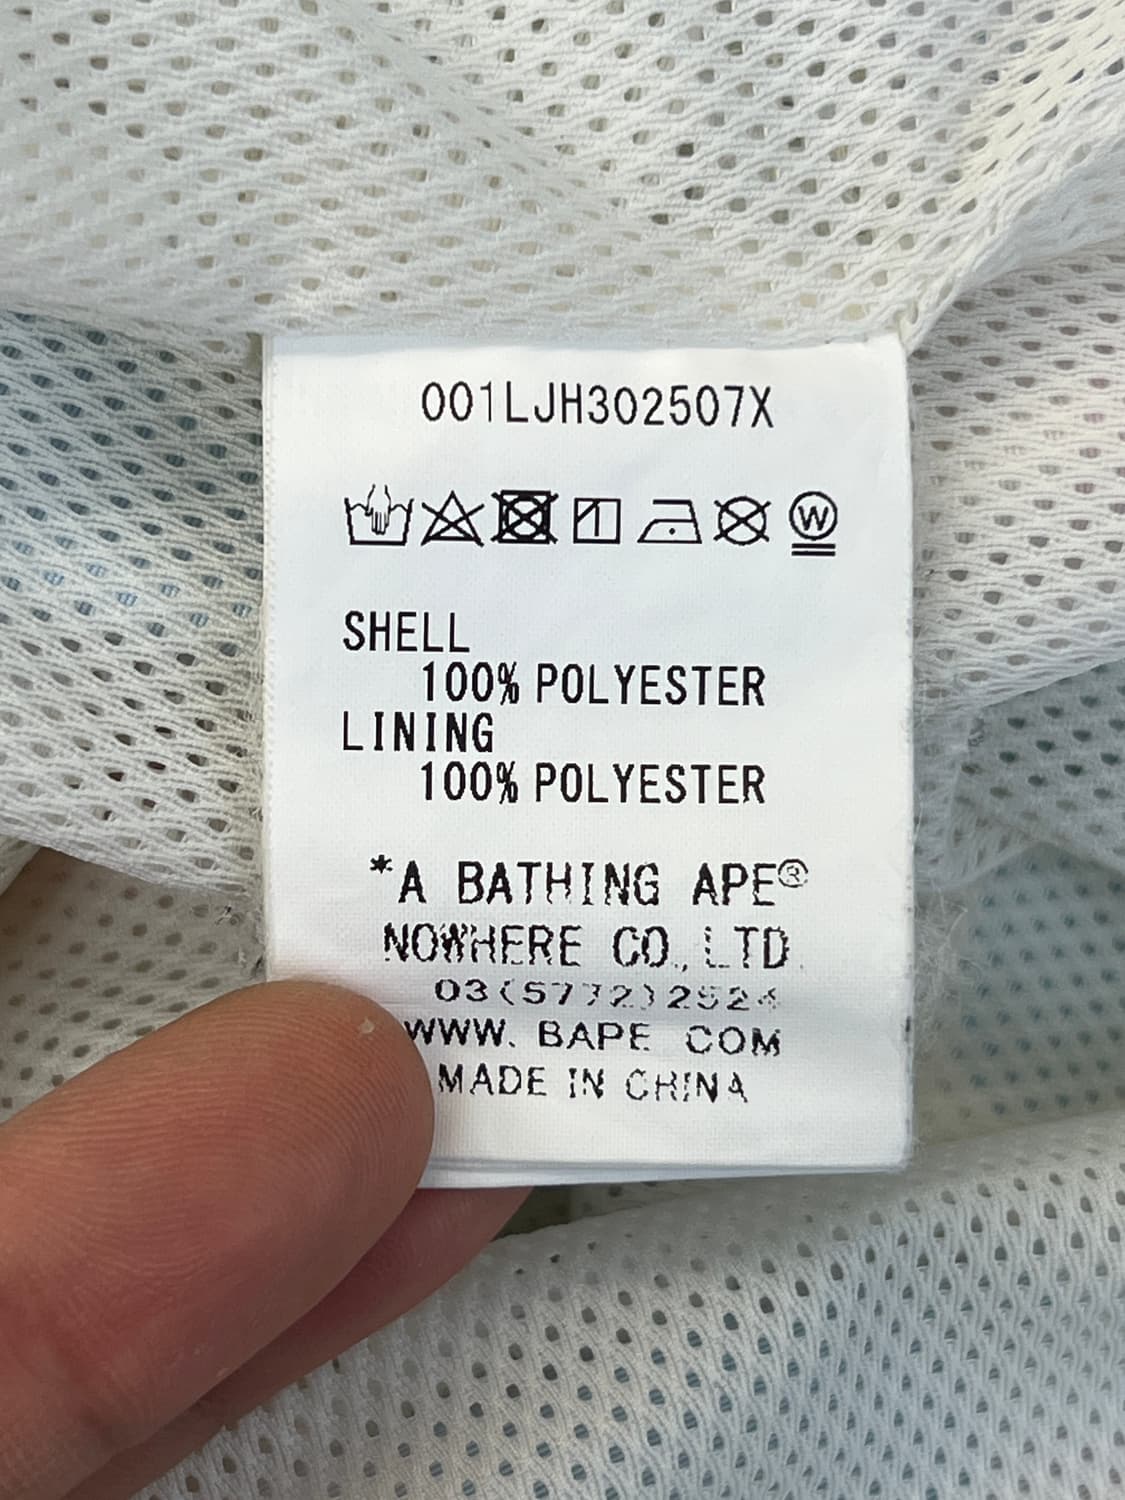 001LJH302507X
W
SHELL
100% POLYESTER
LINING
100% POLYESTER
*A BATHING APE®
NOWHERE CO., LTD.
03(5772)2524
WWW. BAPE COM
MADE IN CHINA